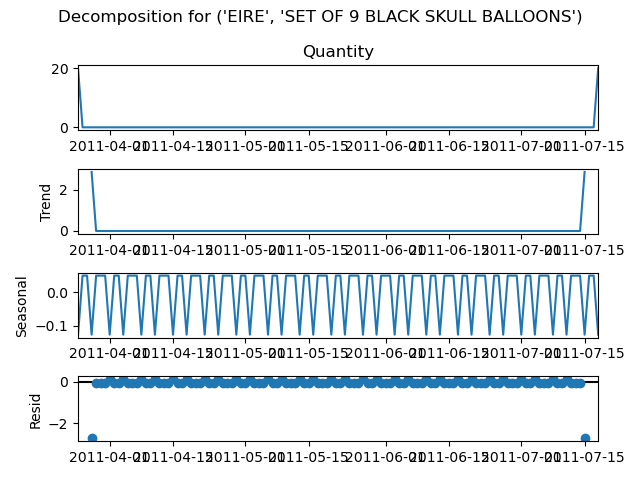 Decomposition for ('EIRE', 'SET OF 9 BLACK SKULL BALLOONS')
Quantity
20
0
2011-04-01 2011-04-15 2011-05-01 2011-05-15 2011-06-01 2011-06-15 2011-07-01 2011-07-15
Trend
2
0
2011-04-01 2011-04-15 2011-05-01 2011-05-15 2011-06-01 2011-06-15 2011-07-01 2011-07-15
Seasonal
0.0
−0.1
2011-04-01 2011-04-15 2011-05-01 2011-05-15 2011-06-01 2011-06-15 2011-07-01 2011-07-15
Resid
0
−2
2011-04-01 2011-04-15 2011-05-01 2011-05-15 2011-06-01 2011-06-15 2011-07-01 2011-07-15